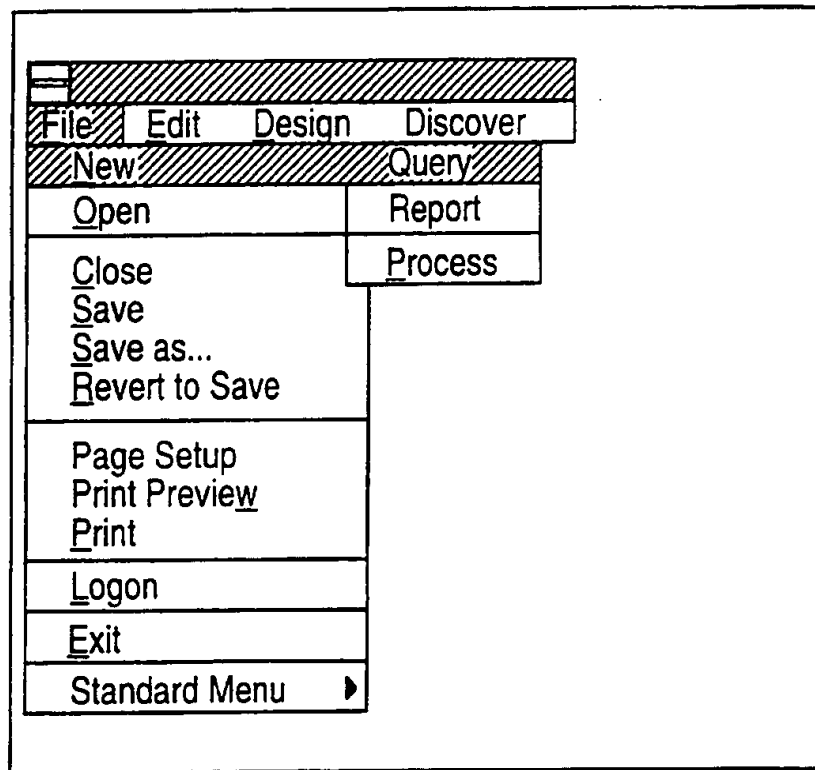 File Edit Design Discover
New Query
Open Report
Process
Close
Save
Save as...
Revert to Save
Page Setup
Print Preview
Print
Logon
Exit
Standard Menu